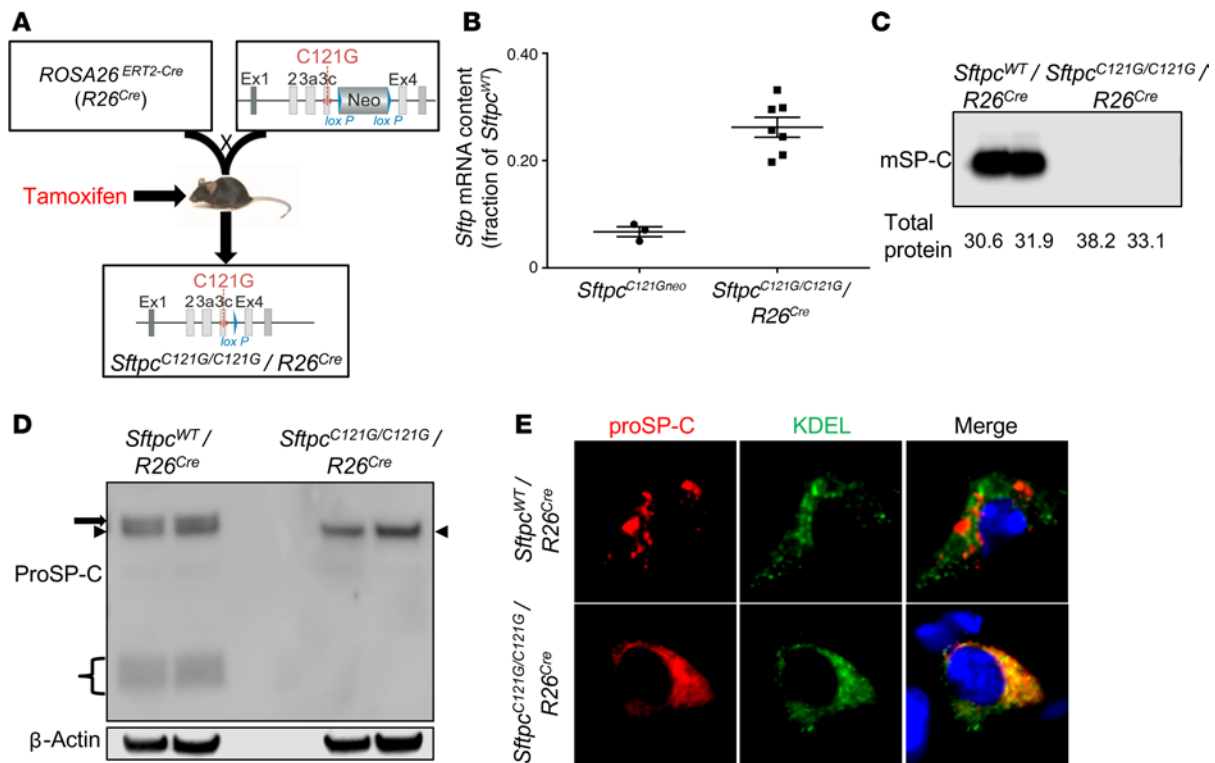 A
ROSA26 ERT2-Cre
(R26Cre)
C121G
Ex1 2 3a 3c Ex4
Neo
lox P lox P
X
Tamoxifen
C121G
Ex1 2 3a 3c Ex4
lox P
SftpcC121G/C121G / R26Cre
B
Sftp mRNA content
(fraction of SftpcWT)
0.40
0.20
0
SftpcC121Gneo
SftpcC121G/C121G/
R26Cre
C
SftpcWT / SftpcC121G/C121G /
R26Cre R26Cre
mSP-C
Total
protein
30.6 31.9 38.2 33.1
D
SftpcWT / SftpcC121G/C121G /
R26Cre R26Cre
ProSP-C
β-Actin
E
proSP-C KDEL Merge
SftpcWT /
R26Cre
SftpcC121G/C121G /
R26Cre